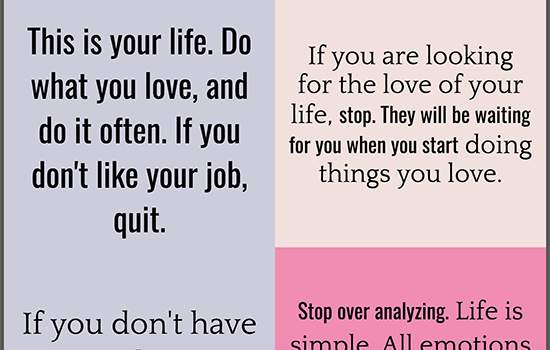 This is your life. Do
what you love, and
do it often. If you
don't like your job,
quit.
If you don't have
If you are looking
for the love of your
life, stop. They will be waiting
for you when you start doing
things you love.
Stop over analyzing. Life is
simple. All emotions